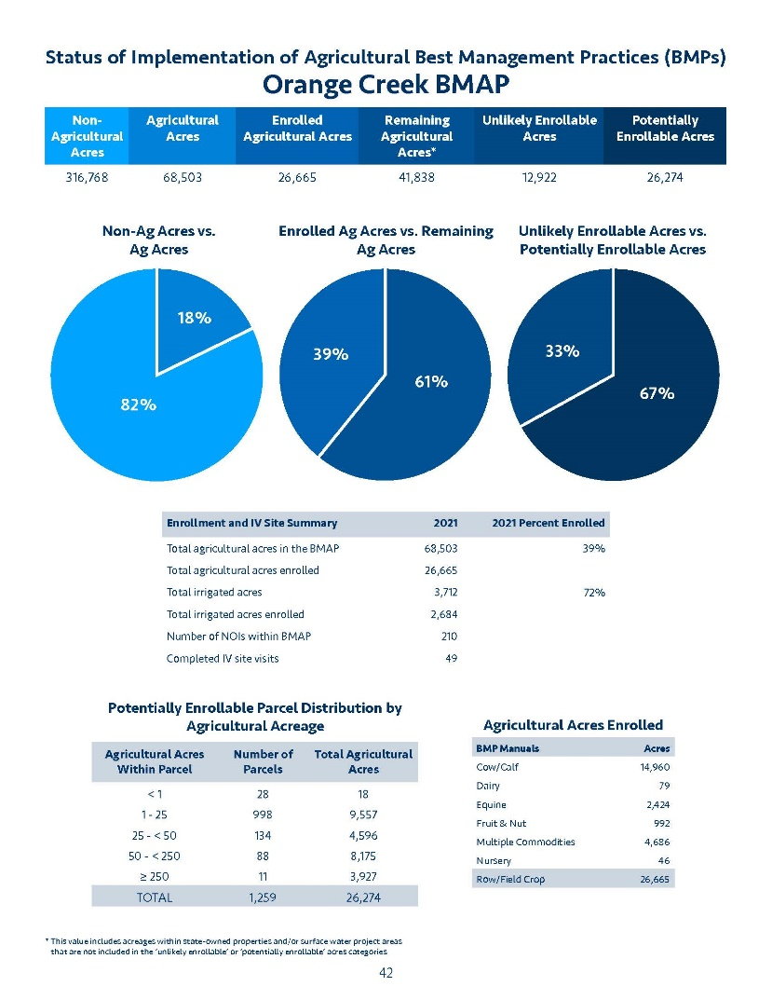 Status of Implementation of Agricultural Best Management Practices (BMPs)
Orange Creek BMAP
Non-Agricultural Acres Agricultural Acres Enrolled Agricultural Acres Remaining Agricultural Acres* Unlikely Enrollable Acres Potentially Enrollable Acres
316,768 68,503 26,665 41,838 12,922 26,274
Non-Ag Acres vs.
Ag Acres
18%
82%
Enrolled Ag Acres vs. Remaining
Ag Acres
39%
61%
Unlikely Enrollable Acres vs.
Potentially Enrollable Acres
33%
67%
Enrollment and IV Site Summary 2021 2021 Percent Enrolled
Total agricultural acres in the BMAP 68,503 39%
Total agricultural acres enrolled 26,665
Total irrigated acres 3,712 72%
Total irrigated acres enrolled 2,684
Number of NOIs within BMAP 210
Completed IV site visits 49
Potentially Enrollable Parcel Distribution by
Agricultural Acreage
Agricultural Acres Within Parcel Number of Parcels Total Agricultural Acres
< 1 28 18
1 - 25 998 9,557
25 - < 50 134 4,596
50 - < 250 88 8,175
≥ 250 11 3,927
TOTAL 1,259 26,274
Agricultural Acres Enrolled
BMP Manuals Acres
Cow/Calf 14,960
Dairy 79
Equine 2,424
Fruit & Nut 992
Multiple Commodities 4,686
Nursery 46
Row/Field Crop 26,665
* This value includes acreages within state-owned properties and/or surface water project areas
that are not included in the ‘unlikely enrollable’ or ‘potentially enrollable’ acres categories
42